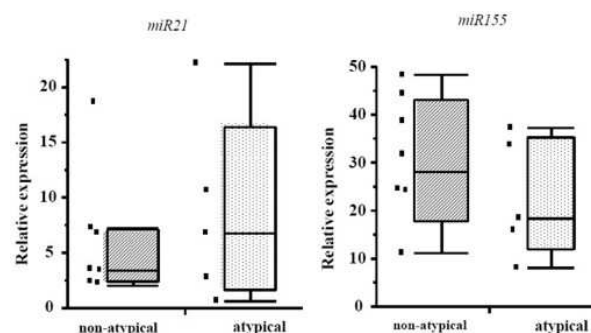 miR21
miR155
Relative expression
20
15
10
5
0
non-atypical
atypical
Relative expression
50
40
30
20
10
0
non-atypical
atypical